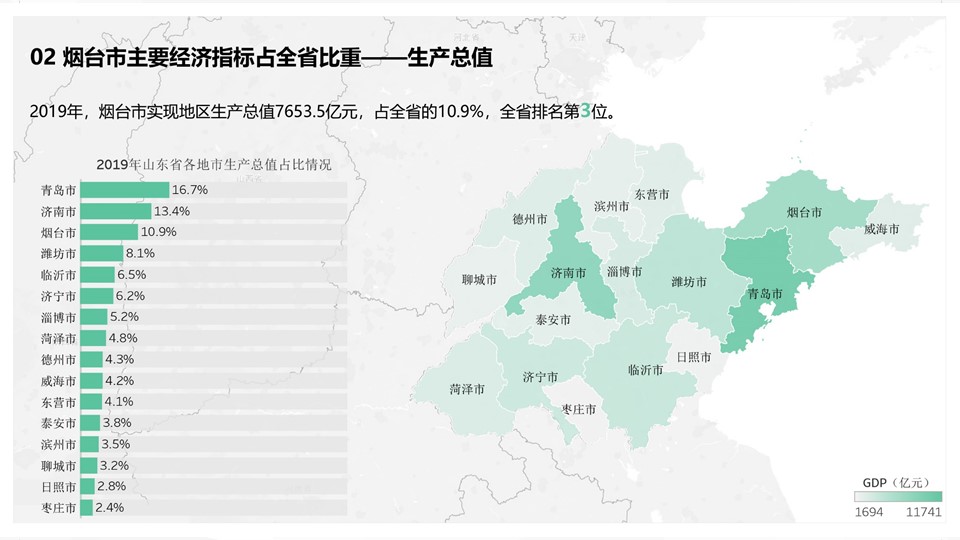 02 烟台市主要经济指标占全省比重——生产总值
2019年，烟台市实现地区生产总值7653.5亿元，占全省的10.9%，全省排名第3位。
2019年山东省各地市生产总值占比情况
青岛市 16.7%
济南市 13.4%
烟台市 10.9%
潍坊市 8.1%
临沂市 6.5%
济宁市 6.2%
淄博市 5.2%
菏泽市 4.8%
德州市 4.3%
威海市 4.2%
东营市 4.1%
泰安市 3.8%
滨州市 3.5%
聊城市 3.2%
日照市 2.8%
枣庄市 2.4%
河北省
天津
山西省
东营市
滨州市
德州市
烟台市
威海市
济南市
淄博市
聊城市
潍坊市
青岛市
泰安市
日照市
临沂市
济宁市
菏泽市
枣庄市
GDP（亿元）
1694 11741